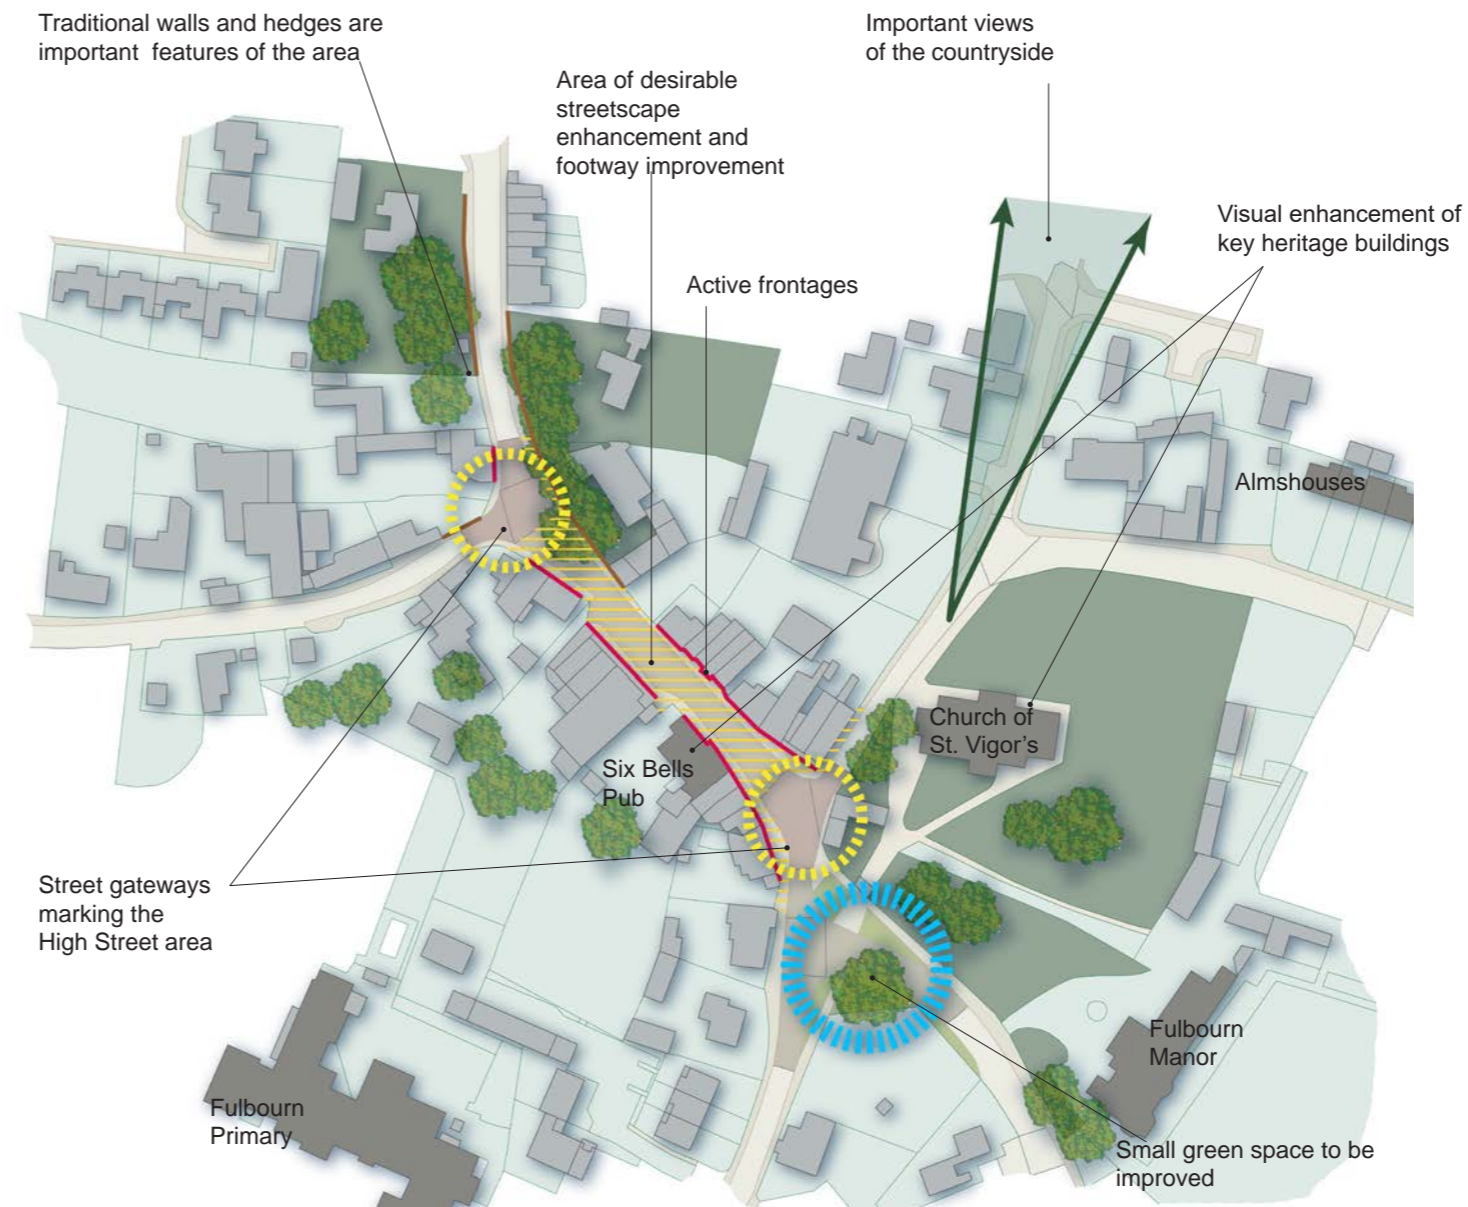 Traditional walls and hedges are
important features of the area
Important views
of the countryside
Area of desirable
streetscape
enhancement and
footway improvement
Visual enhancement of
key heritage buildings
Active frontages
Almshouses
Church of
St. Vigor's
Six Bells
Pub
Street gateways
marking the
High Street area
Fulbourn
Manor
Fulbourn
Primary
Small green space to be
improved